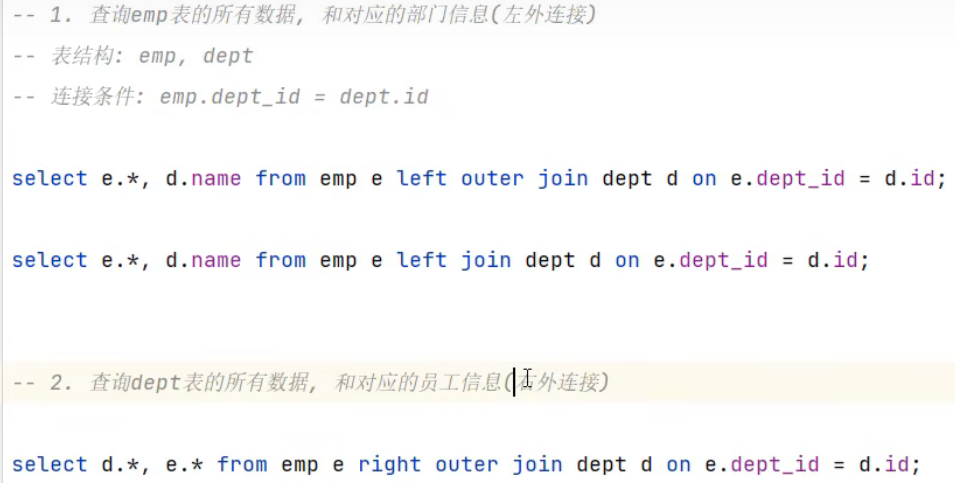 -- 1. 查询emp表的所有数据, 和对应的部门信息(左外连接)
-- 表结构: emp, dept
-- 连接条件: emp.dept_id = dept.id
select e.*, d.name from emp e left outer join dept d on e.dept_id = d.id;
select e.*, d.name from emp e left join dept d on e.dept_id = d.id;
-- 2. 查询dept表的所有数据, 和对应的员工信息(右外连接)
select d.*, e.* from emp e right outer join dept d on e.dept_id = d.id;